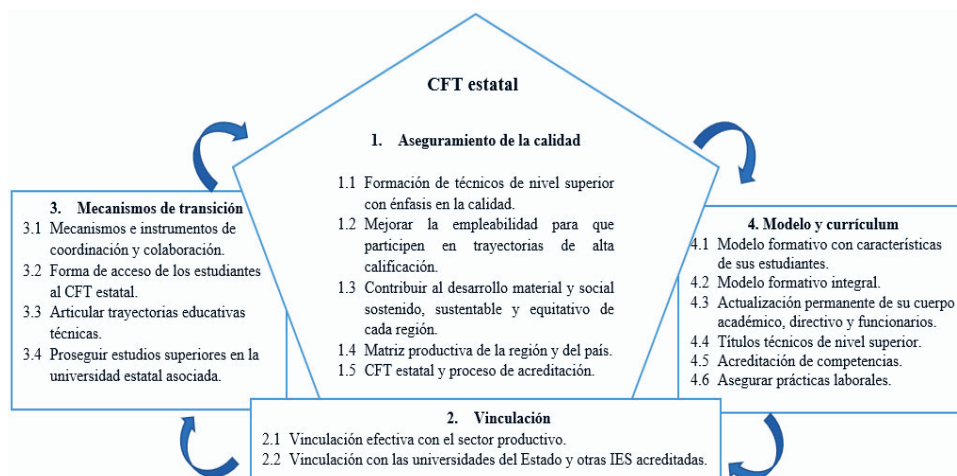 CFT estatal
1. Aseguramiento de la calidad
1.1 Formación de técnicos de nivel superior
con énfasis en la calidad.
1.2 Mejorar la empleabilidad para que
participen en trayectorias de alta
calificación.
1.3 Contribuir al desarrollo material y social
sostenido, sustentable y equitativo de
cada región.
1.4 Matriz productiva de la región y del país.
1.5 CFT estatal y proceso de acreditación.
3. Mecanismos de transición
3.1 Mecanismos e instrumentos de
coordinación y colaboración.
3.2 Forma de acceso de los estudiantes
al CFT estatal.
3.3 Articular trayectorias educativas
técnicas.
3.4 Proseguir estudios superiores en la
universidad estatal asociada.
4. Modelo y currículum
4.1 Modelo formativo con características
de sus estudiantes.
4.2 Modelo formativo integral.
4.3 Actualización permanente de su cuerpo
académico, directivo y funcionarios.
4.4 Títulos técnicos de nivel superior.
4.5 Acreditación de competencias.
4.6 Asegurar prácticas laborales.
2. Vinculación
2.1 Vinculación efectiva con el sector productivo.
2.2 Vinculación con las universidades del Estado y otras IES acreditadas.